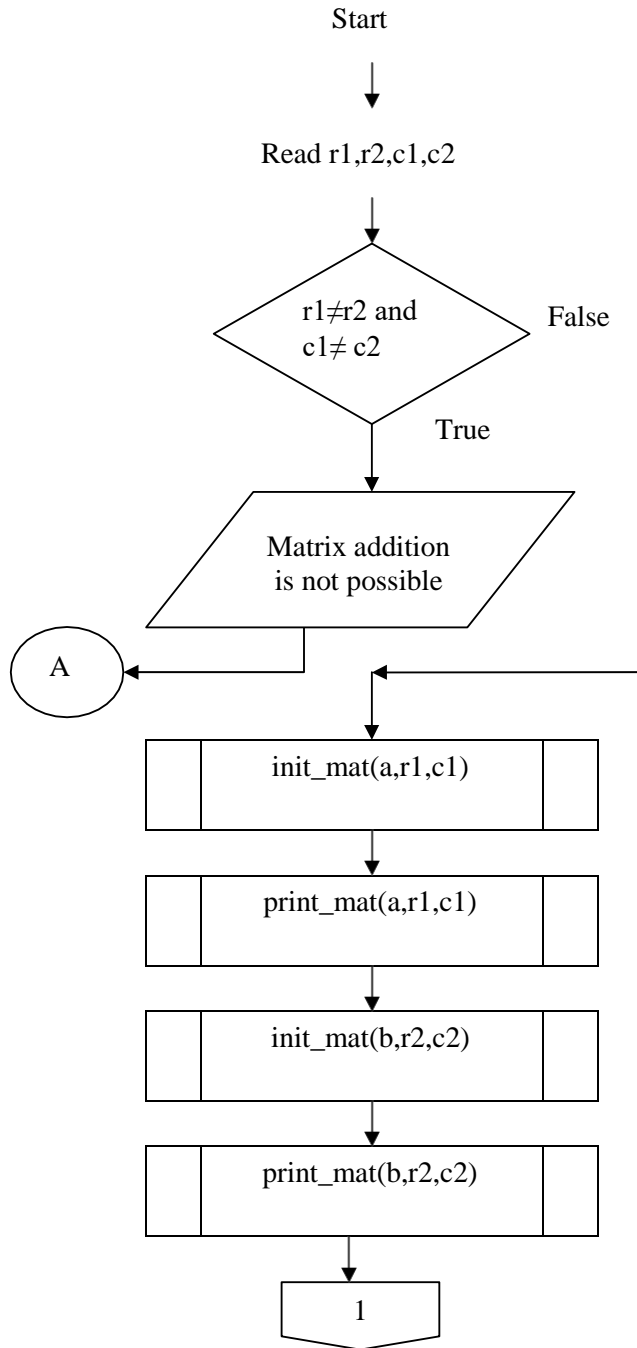 Start
Read r1,r2,c1,c2
r1≠r2 and
c1≠ c2
False
True
Matrix addition
is not possible
A
init_mat(a,r1,c1)
print_mat(a,r1,c1)
init_mat(b,r2,c2)
print_mat(b,r2,c2)
1